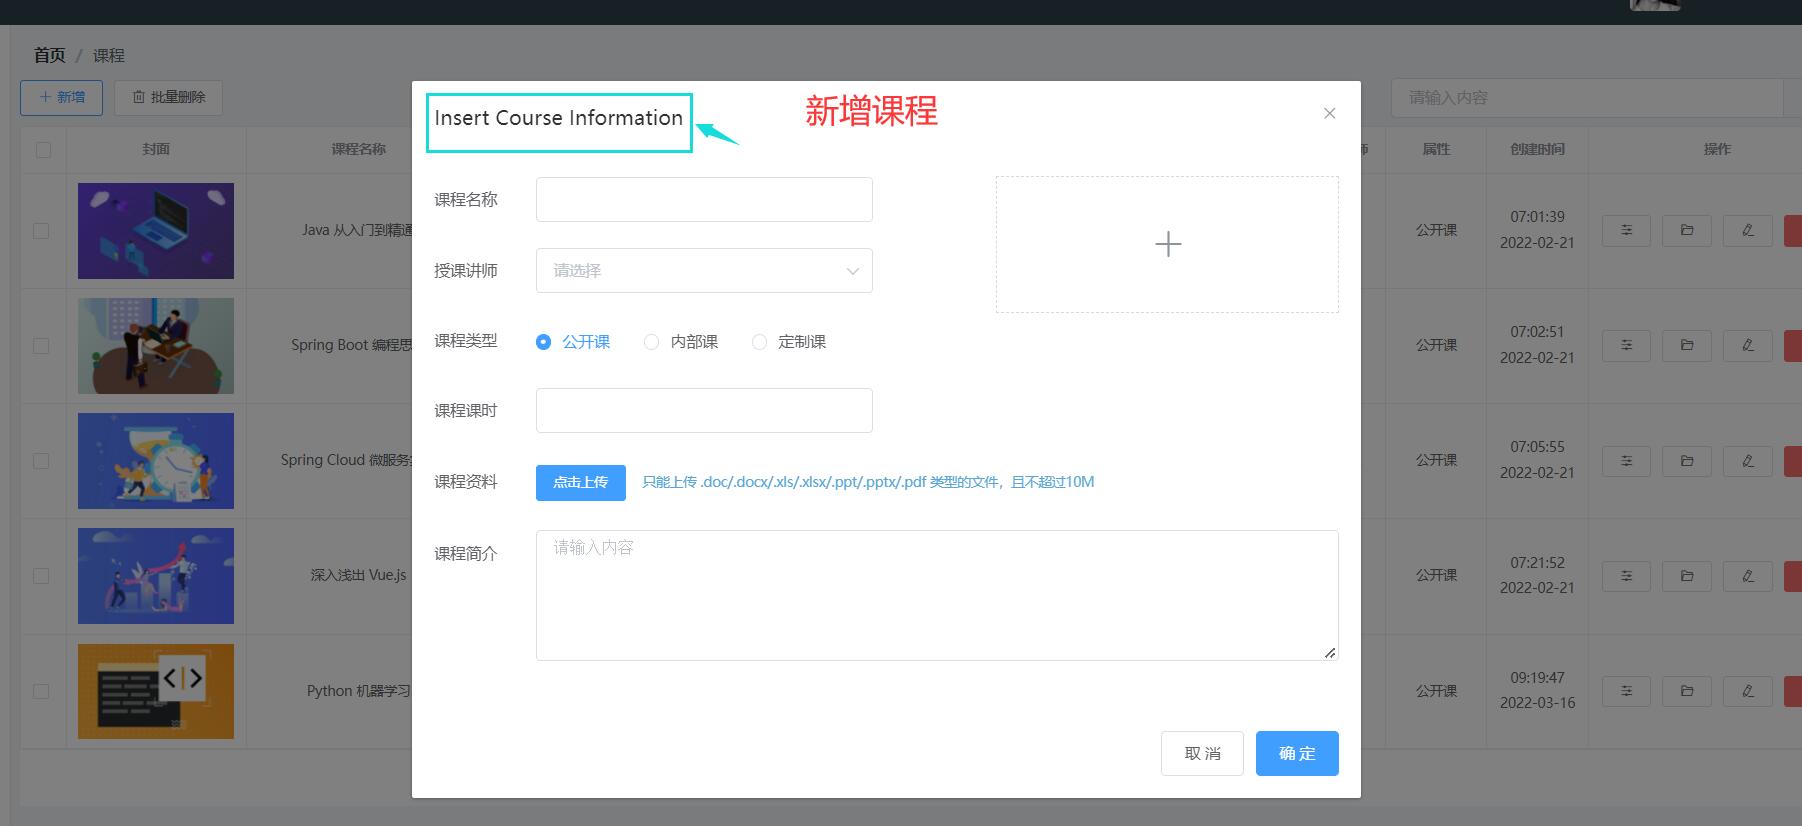 首页 / 课程
新增 批量删除 请输入内容
封面 课程名称 师 属性 创建时间 操作
Java 从入门到精通 公开课 07:01:39
2022-02-21
Spring Boot 编程思 公开课 07:02:51
2022-02-21
Spring Cloud 微服务 公开课 07:05:55
2022-02-21
深入浅出 Vue.js 公开课 07:21:52
2022-02-21
Python 机器学习 公开课 09:19:47
2022-03-16
Insert Course Information 新增课程
课程名称
授课讲师 请选择
课程类型 公开课 内部课 定制课
课程课时
课程资料 点击上传 只能上传 .doc/.docx/.xls/.xlsx/.ppt/.pptx/.pdf 类型的文件，且不超过10M
课程简介 请输入内容
取 消 确 定